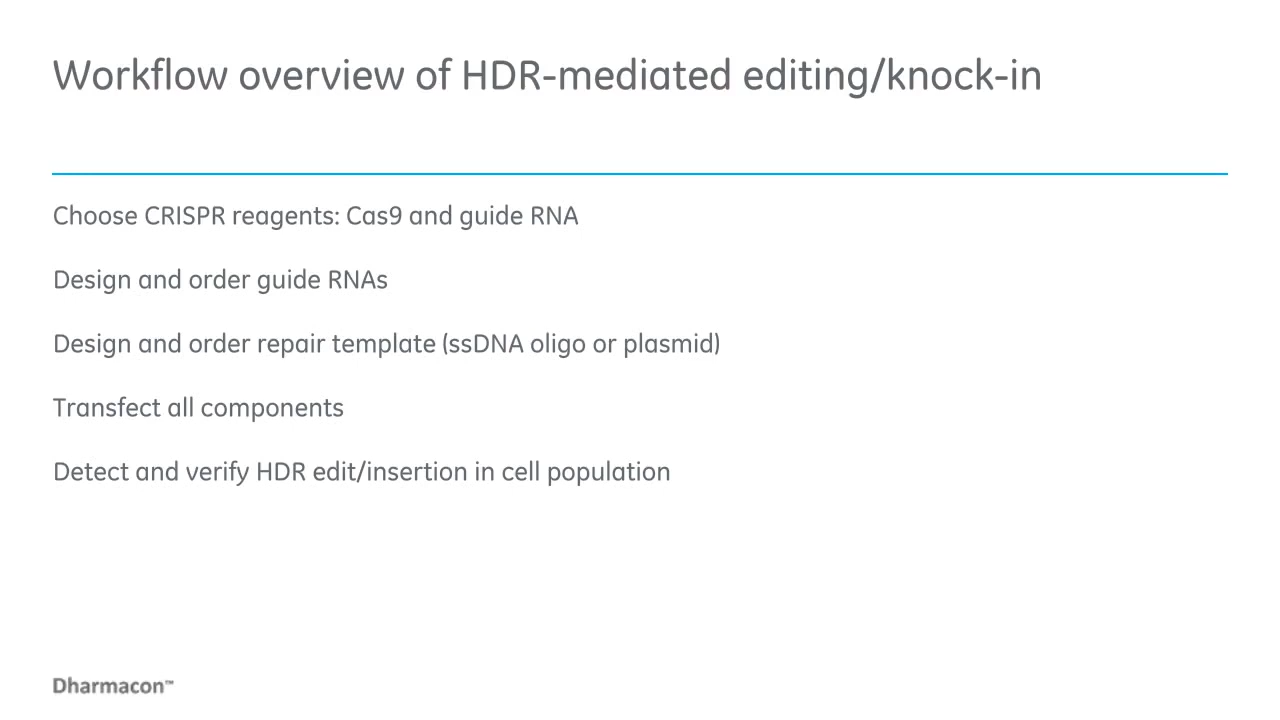 Workflow overview of HDR-mediated editing/knock-in
Choose CRISPR reagents: Cas9 and guide RNA
Design and order guide RNAs
Design and order repair template (ssDNA oligo or plasmid)
Transfect all components
Detect and verify HDR edit/insertion in cell population
Dharmacon™